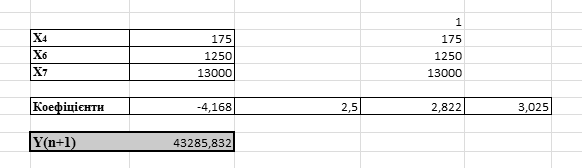 1
X4 175 175
X6 1250 1250
X7 13000 13000
Коефіцієнти -4,168 2,5 2,822 3,025
Y(n+1) 43285,832